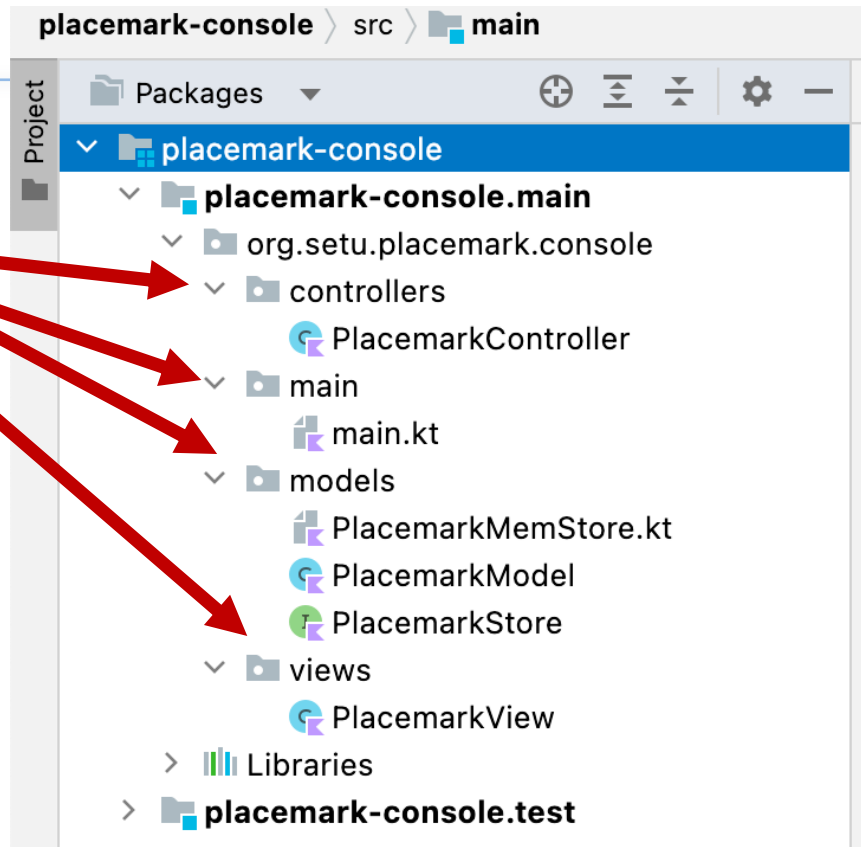 placemark-console 〉 src 〉 main
Project
Packages
placemark-console
placemark-console.main
org.setu.placemark.console
controllers
PlacemarkController
main
main.kt
models
PlacemarkMemStore.kt
PlacemarkModel
PlacemarkStore
views
PlacemarkView
Libraries
placemark-console.test